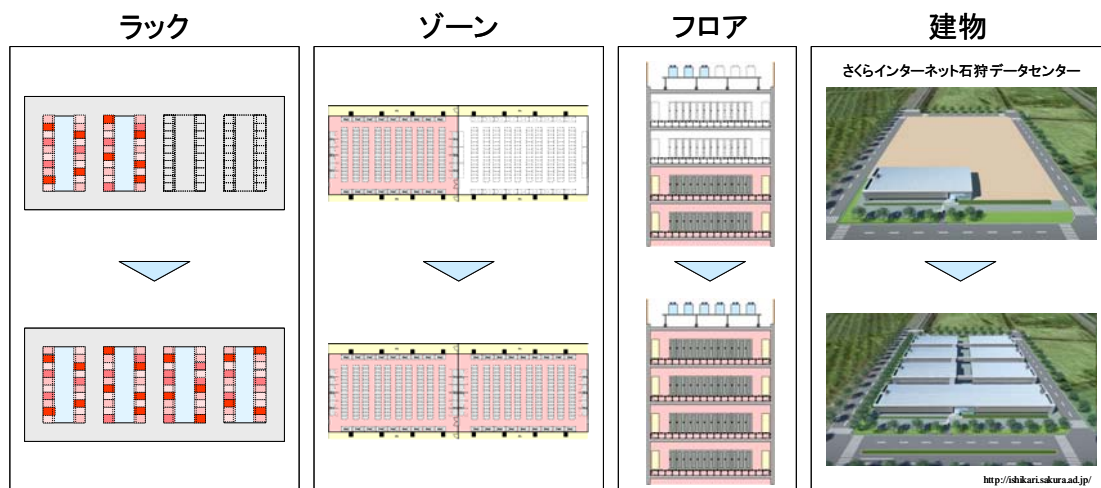 ラック
ゾーン
フロア
建物
さくらインターネット石狩データセンター
http://ishikari.sakura.ad.jp/